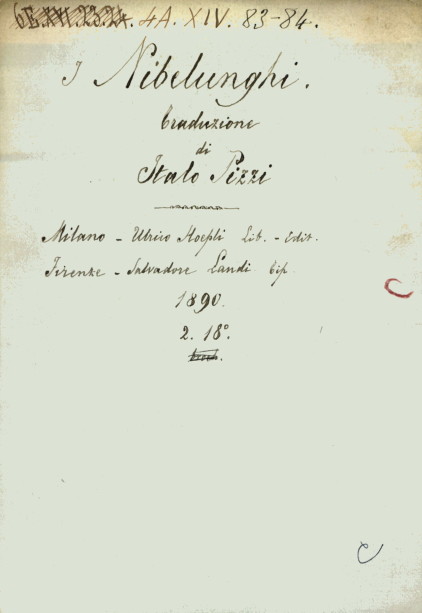 4A. XIV. 83-84.
I Nibelunghi.
Traduzione
di
Italo Pizzi
Milano - Ulrico Hoepli Lib. - Edit.
Firenze - Salvadore Landi tip.
1890.
2. 18°.
C
C